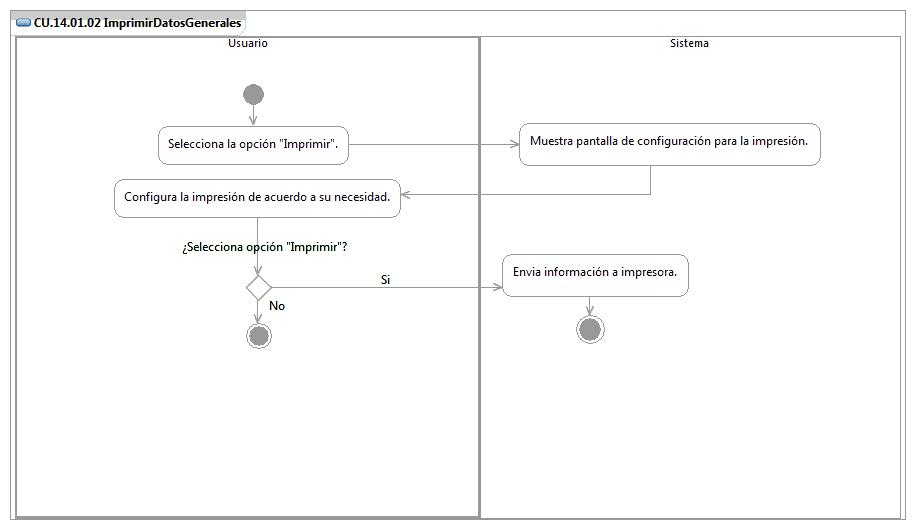 CU.14.01.02 ImprimirDatosGenerales
Usuario
Sistema
Selecciona la opción "Imprimir".
Muestra pantalla de configuración para la impresión.
Configura la impresión de acuerdo a su necesidad.
¿Selecciona opción "Imprimir"?
Si
Envia información a impresora.
No